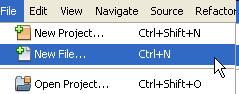 File Edit View Navigate Source Refactor
New Project... Ctrl+Shift+N
New File... Ctrl+N
Open Project... Ctrl+Shift+O